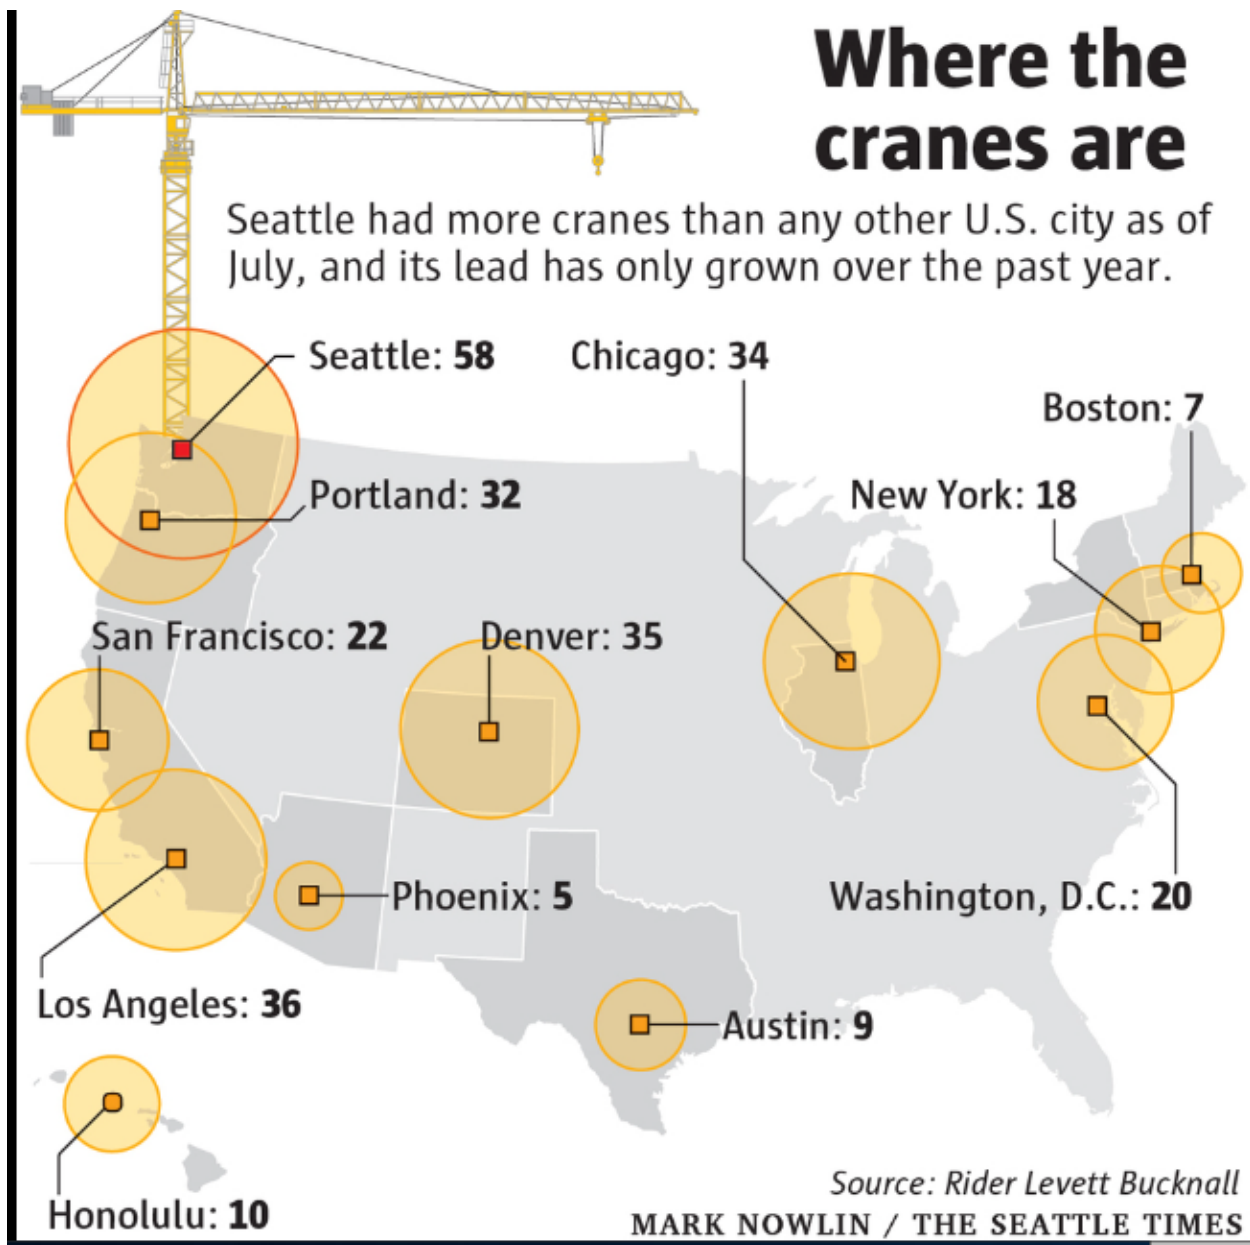 Where the
cranes are
Seattle had more cranes than any other U.S. city as of
July, and its lead has only grown over the past year.
Seattle: 58
Chicago: 34
Boston: 7
Portland: 32
New York: 18
San Francisco: 22
Denver: 35
Phoenix: 5
Washington, D.C.: 20
Los Angeles: 36
Austin: 9
Honolulu: 10
Source: Rider Levett Bucknall
MARK NOWLIN / THE SEATTLE TIMES